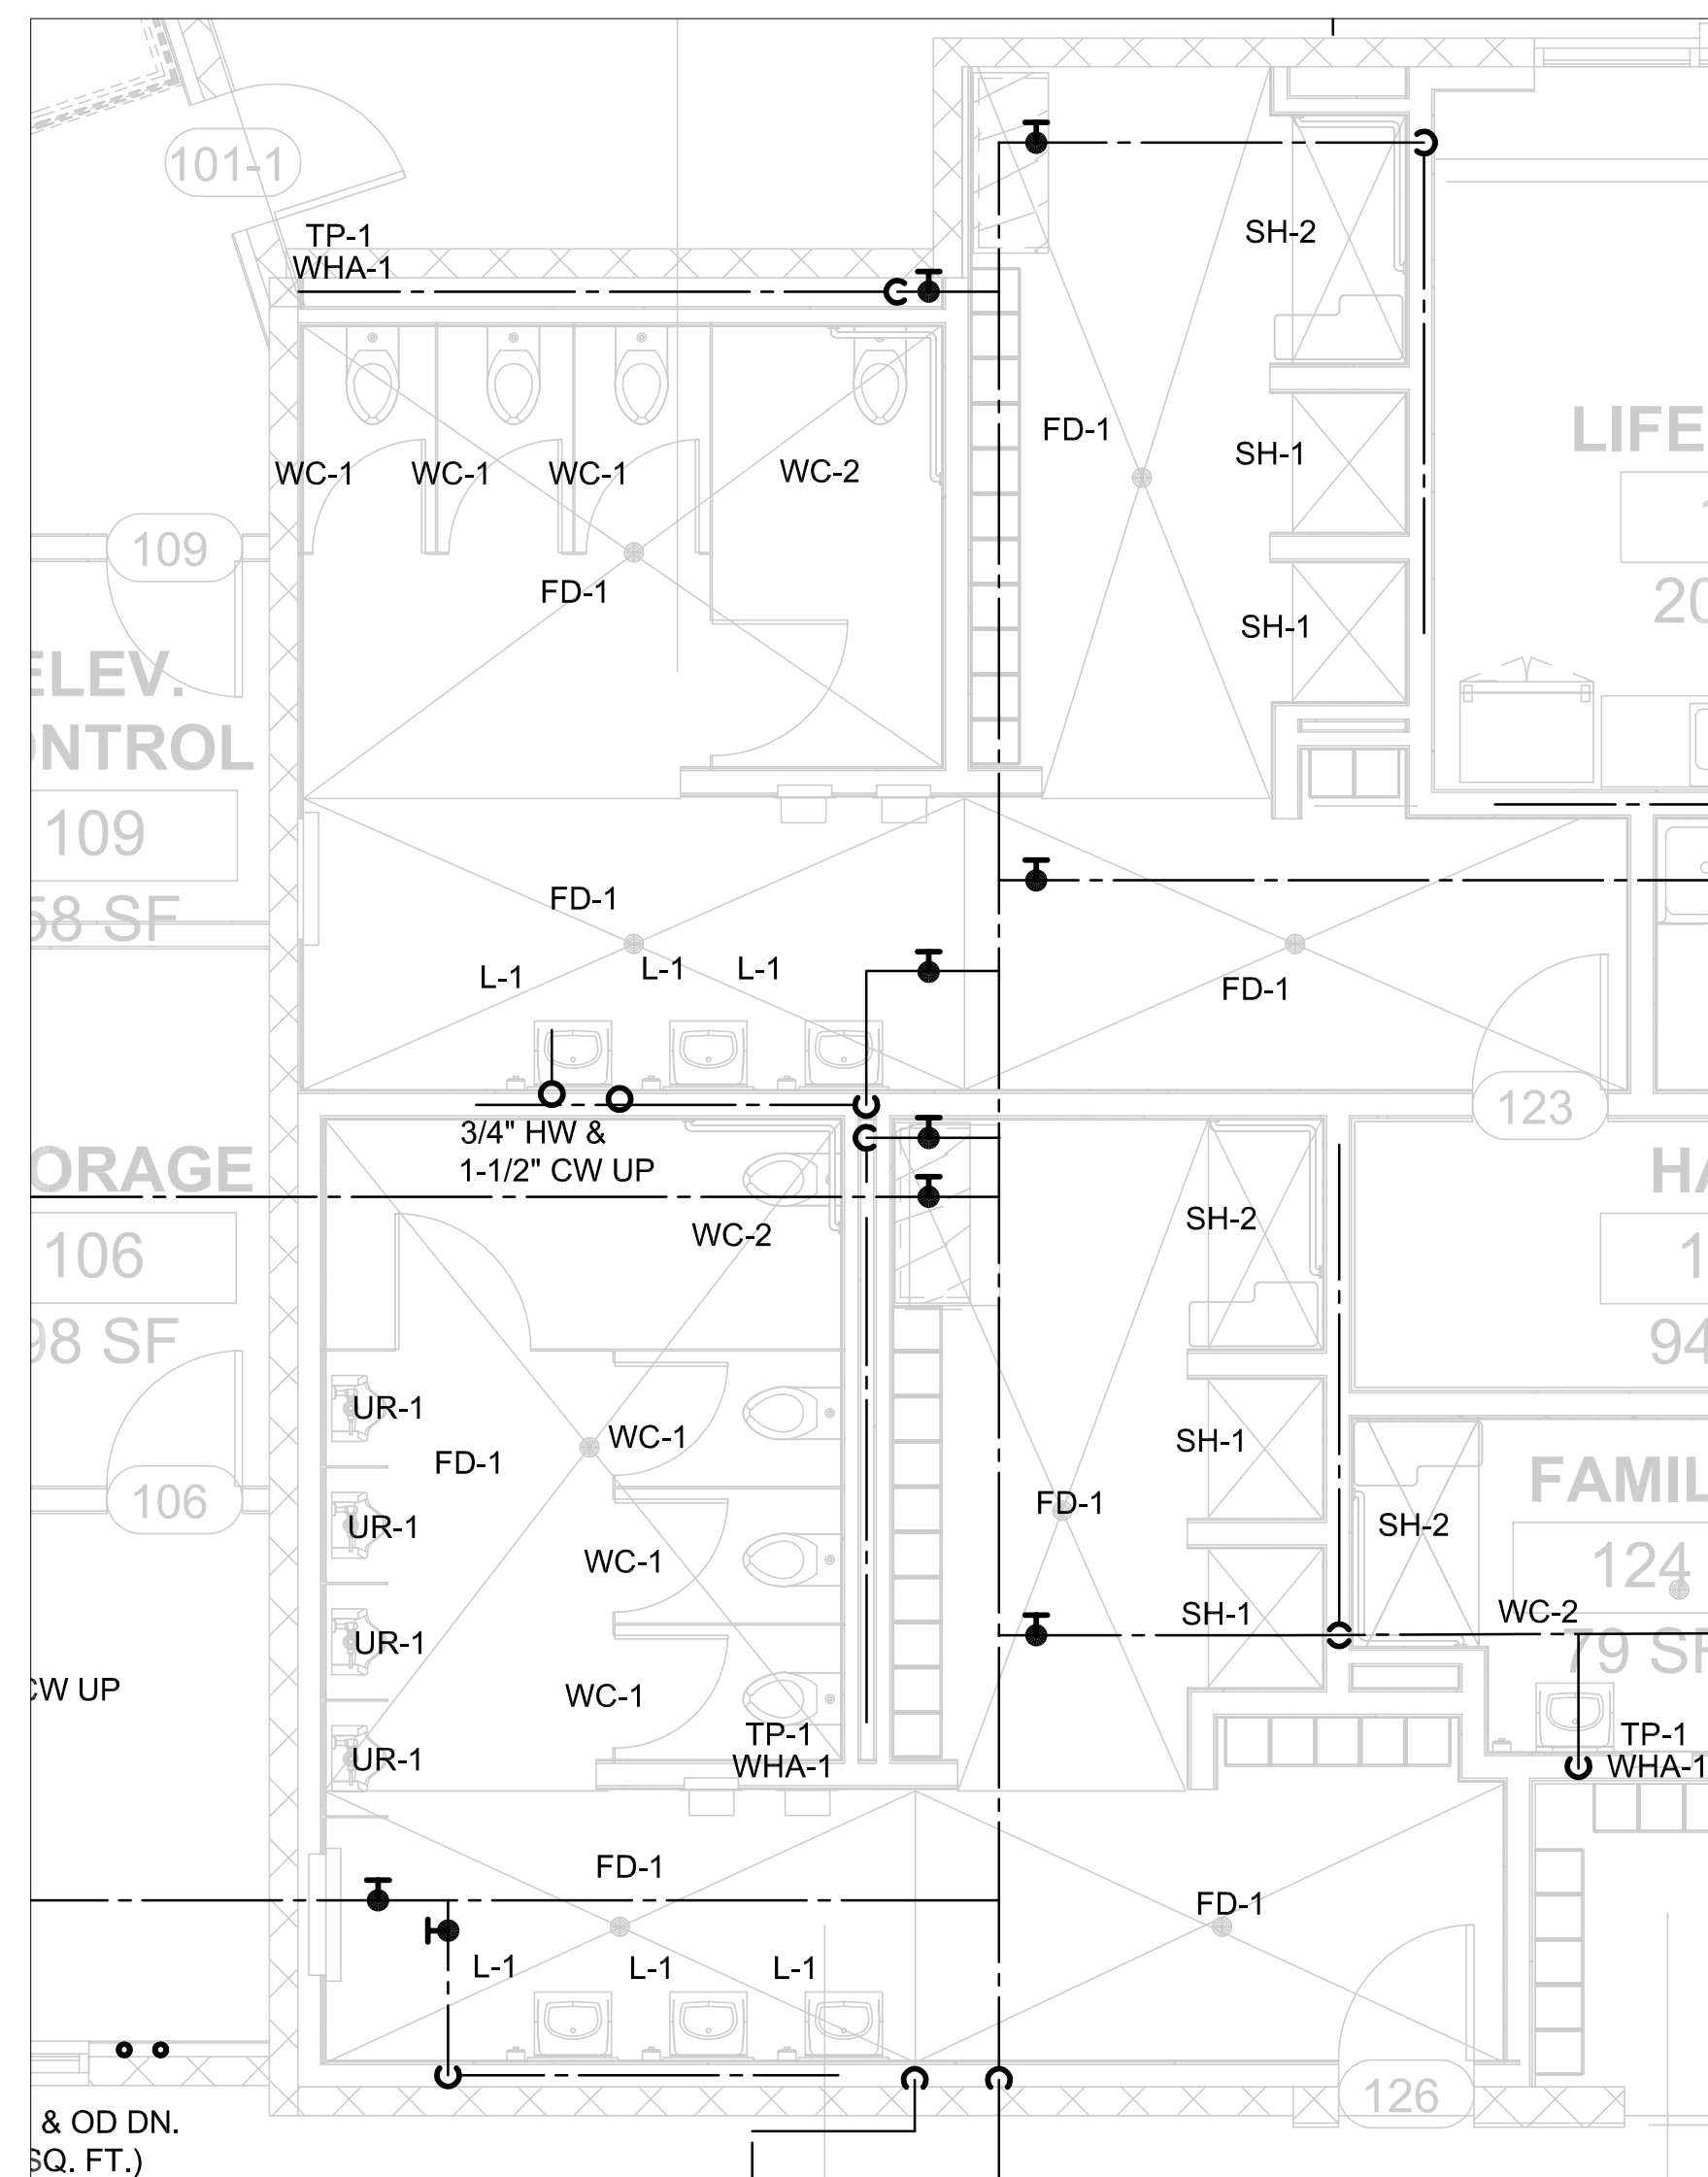 101-1
TP-1
WHA-1
SH-2
FD-1
LIFE
SH-1
WC-1
WC-1
WC-1
WC-2
109
FD-1
20
SH-1
ELEV.
ONTROL
109
58 SF
FD-1
L-1
L-1
L-1
FD-1
3/4" HW &
1-1/2" CW UP
123
ORAGE
HA
WC-2
SH-2
106
1
98 SF
94
UR-1
WC-1
SH-1
FD-1
FAMIL
106
FD-1
UR-1
SH-2
WC-1
124
SH-1
WC-2
UR-1
79 SF
CW UP
WC-1
TP-1
WHA-1
UR-1
TP-1
WHA-1
FD-1
FD-1
L-1
L-1
L-1
126
& OD DN.
SQ. FT.)